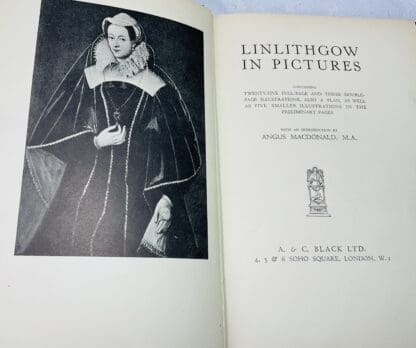 LINLITHGOW
IN PICTURES
CONTAINING
TWENTY-FIVE FULL-PAGE AND THREE DOUBLE-
PAGE ILLUSTRATIONS, ALSO A PLAN, AS WELL
AS FIVE SMALLER ILLUSTRATIONS IN THE
PRELIMINARY PAGES
WITH AN INTRODUCTION BY
ANGUS MACDONALD, M.A.
A. & C. BLACK LTD.
4, 5 & 6 SOHO SQUARE, LONDON, W. 1